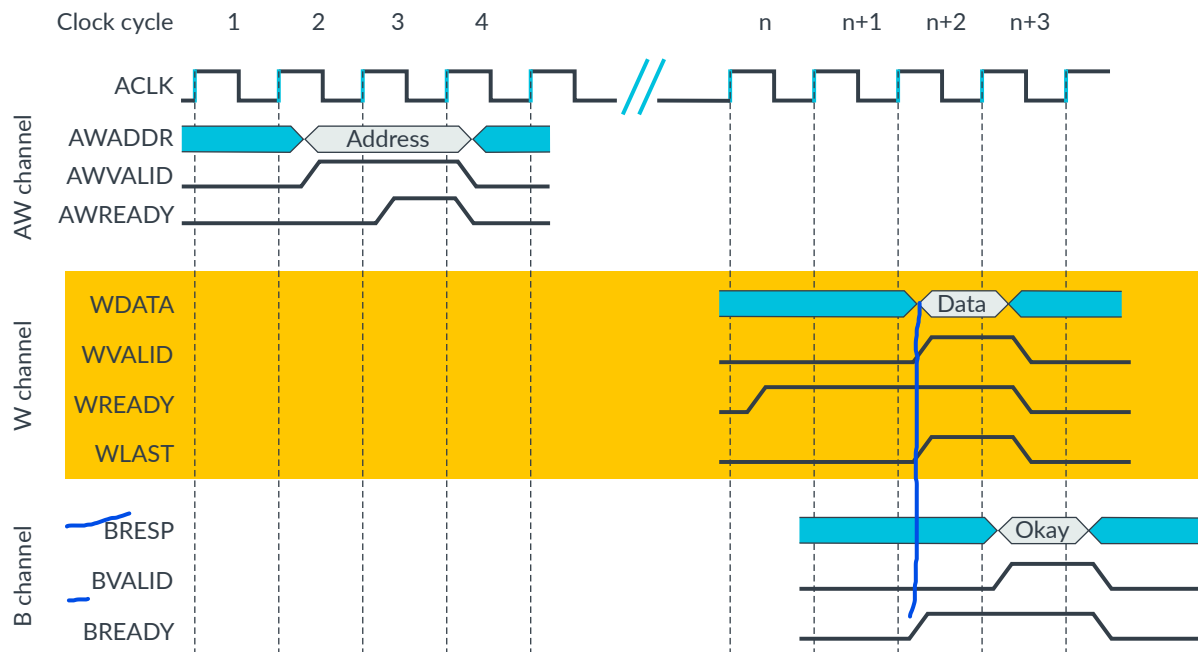 Clock cycle 1 2 3 4 n n+1 n+2 n+3
ACLK
AW channel
AWADDR Address
AWVALID
AWREADY
W channel
WDATA Data
WVALID
WREADY
WLAST
B channel
BRESP Okay
BVALID
BREADY